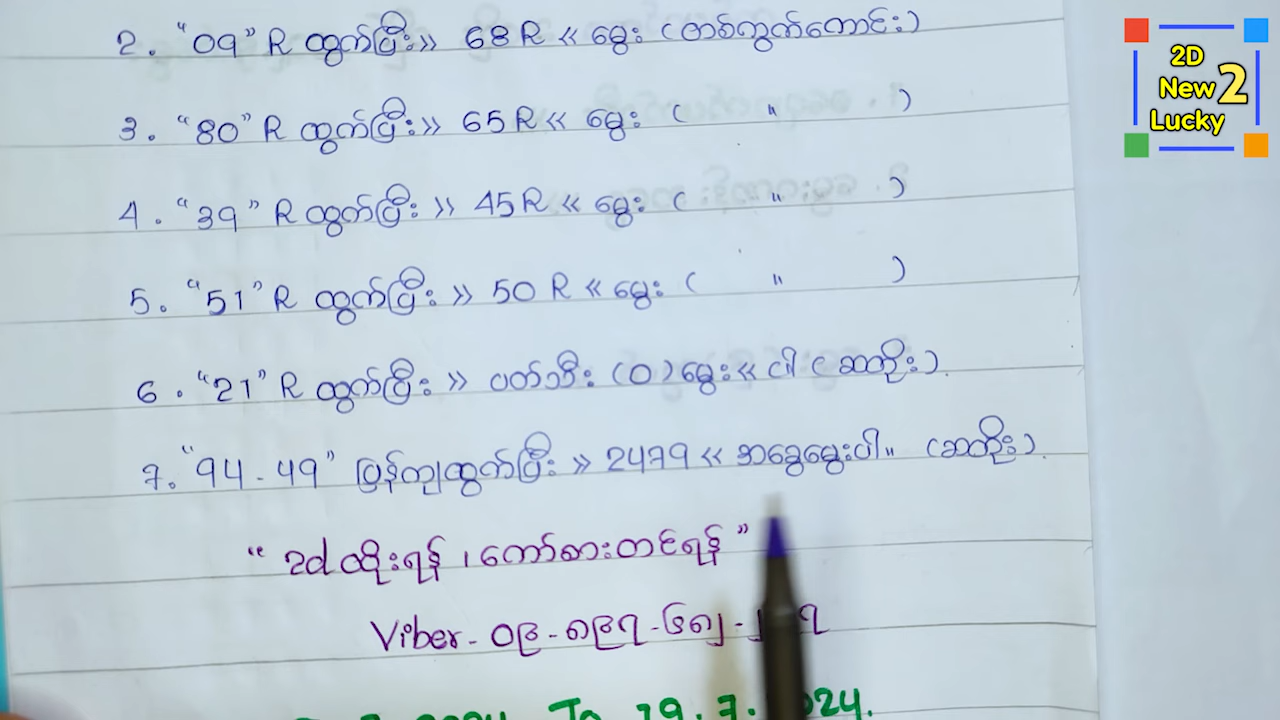 2. "09" R ထွက်ပြီး » 68 R « မွေး (တစ်ကွက်ကောင်း)
3. "80" R ထွက်ပြီး » 65 R « မွေး ( " )
4. "39" R ထွက်ပြီး » 45 R « မွေး ( " )
5. "51" R ထွက်ပြီး » 50 R « မွေး ( " )
6. "21" R ထွက်ပြီး » ပတ်သီး (0) မွေး « ငါ ( ဆတိုး ).
7. "94 - 49" ပြန်ကျထွက်ပြီး » 2479 « အခွေမွေးပါ။ (ဆတိုး).
" 2d ထိုးရန် ၊ ကော်စားတင်ရန် "
Viber -
To 19.7.
2D
New 2
Lucky